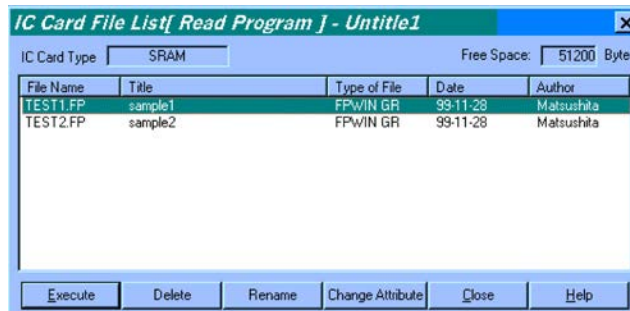 IC Card File List[ Read Program ] - Untitle1
IC Card Type SRAM Free Space: 51200 Byte
File Name Title Type of File Date Author
TEST1.FP sample1 FPWIN GR 99-11-28 Matsushita
TEST2.FP sample2 FPWIN GR 99-11-28 Matsushita
Execute Delete Rename Change Attribute Close Help